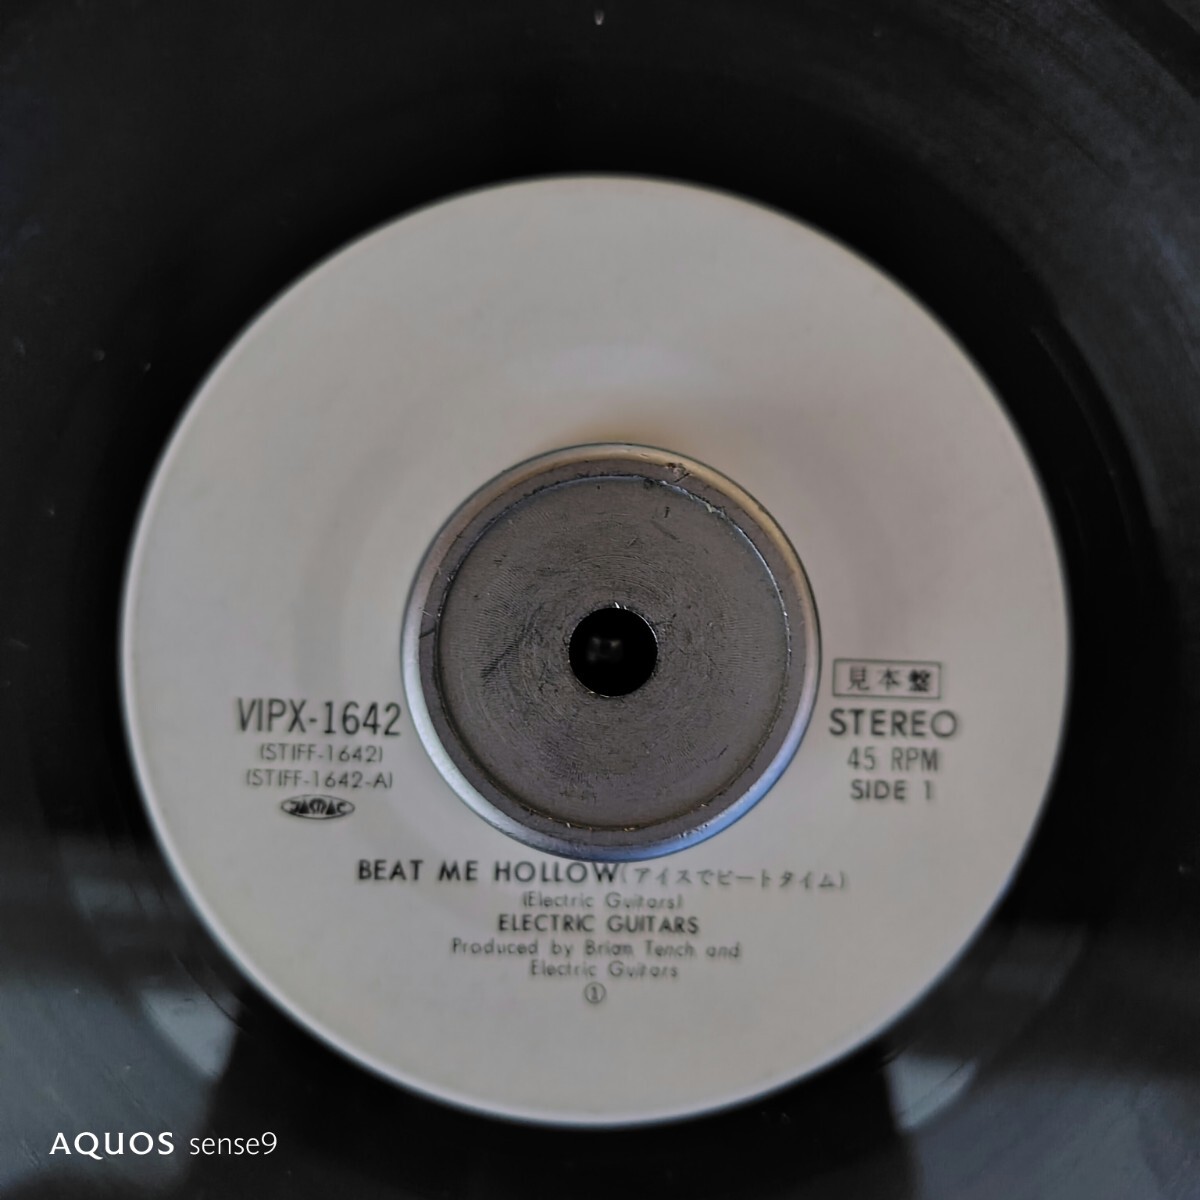 見本盤
VIPX-1642
STEREO
(STIFF-1642)
45 RPM
(STIFF-1642-A)
SIDE 1
JASRAC
BEAT ME HOLLOW(アイスでビートタイム)
(Electric Guitars)
ELECTRIC GUITARS
Produced by Brian Tench and
Electric Guitars
①
AQUOS sense9